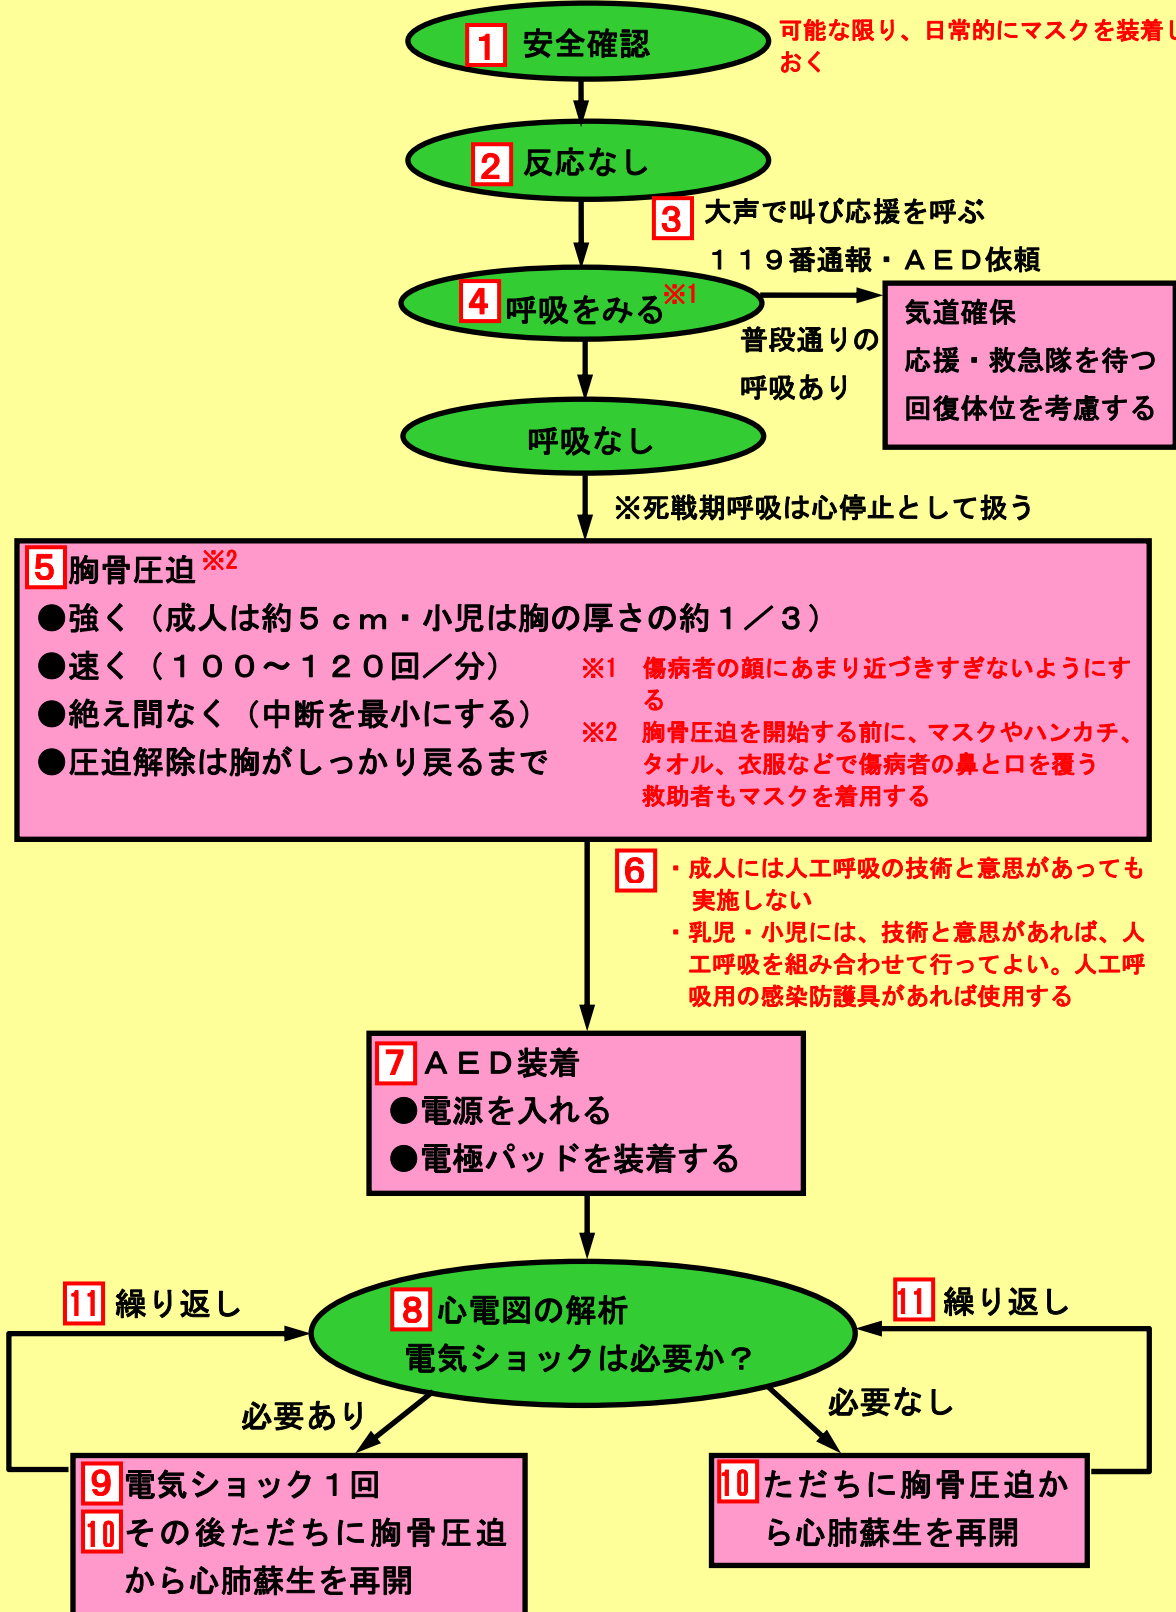 1 安全確認
可能な限り、日常的にマスクを装着し
おく
2 反応なし
3 大声で叫び応援を呼ぶ
119番通報・AED依頼
4 呼吸をみる※1
普段通りの
呼吸あり
気道確保
応援・救急隊を待つ
回復体位を考慮する
呼吸なし
※死戦期呼吸は心停止として扱う
5 胸骨圧迫※2
●強く（成人は約5cm・小児は胸の厚さの約1／3）
●速く（100～120回／分）
●絶え間なく（中断を最小にする）
●圧迫解除は胸がしっかり戻るまで
※1 傷病者の顔にあまり近づきすぎないようにす
る
※2 胸骨圧迫を開始する前に、マスクやハンカチ、
タオル、衣服などで傷病者の鼻と口を覆う
救助者もマスクを着用する
6 ・成人には人工呼吸の技術と意思があっても
実施しない
・乳児・小児には、技術と意思があれば、人
工呼吸を組み合わせて行ってよい。人工呼
吸用の感染防護具があれば使用する
7 AED装着
●電源を入れる
●電極パッドを装着する
11 繰り返し
8 心電図の解析
電気ショックは必要か？
11 繰り返し
必要あり
必要なし
9 電気ショック1回
10 その後ただちに胸骨圧迫
から心肺蘇生を再開
10 ただちに胸骨圧迫か
ら心肺蘇生を再開